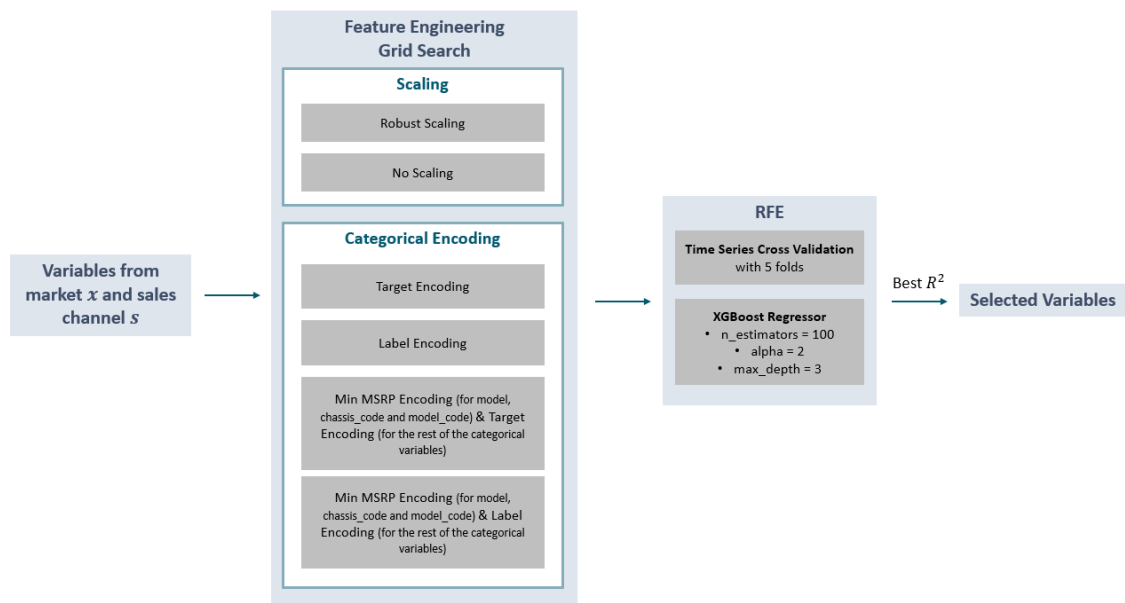 Variables from
market x and sales
channel s
Feature Engineering
Grid Search
Scaling
Robust Scaling
No Scaling
Categorical Encoding
Target Encoding
Label Encoding
Min MSRP Encoding (for model,
chassis_code and model_code) & Target
Encoding (for the rest of the categorical
variables)
Min MSRP Encoding (for model,
chassis_code and model_code) & Label
Encoding (for the rest of the categorical
variables)
RFE
Time Series Cross Validation
with 5 folds
XGBoost Regressor
• n_estimators = 100
• alpha = 2
• max_depth = 3
Best R²
Selected Variables